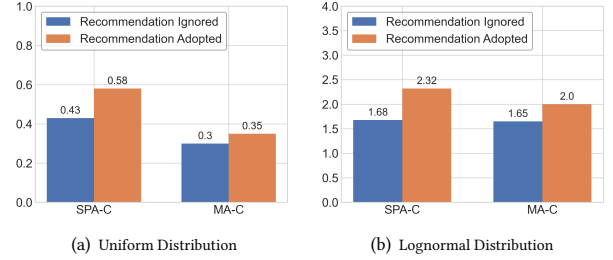 1.0
0.8
0.6
0.4
0.2
0.0
Recommendation Ignored
Recommendation Adopted
0.43
0.58
0.3
0.35
SPA-C
MA-C
(a) Uniform Distribution
4.0
3.5
3.0
2.5
2.0
1.5
1.0
0.5
0.0
Recommendation Ignored
Recommendation Adopted
1.68
2.32
1.65
2.0
SPA-C
MA-C
(b) Lognormal Distribution